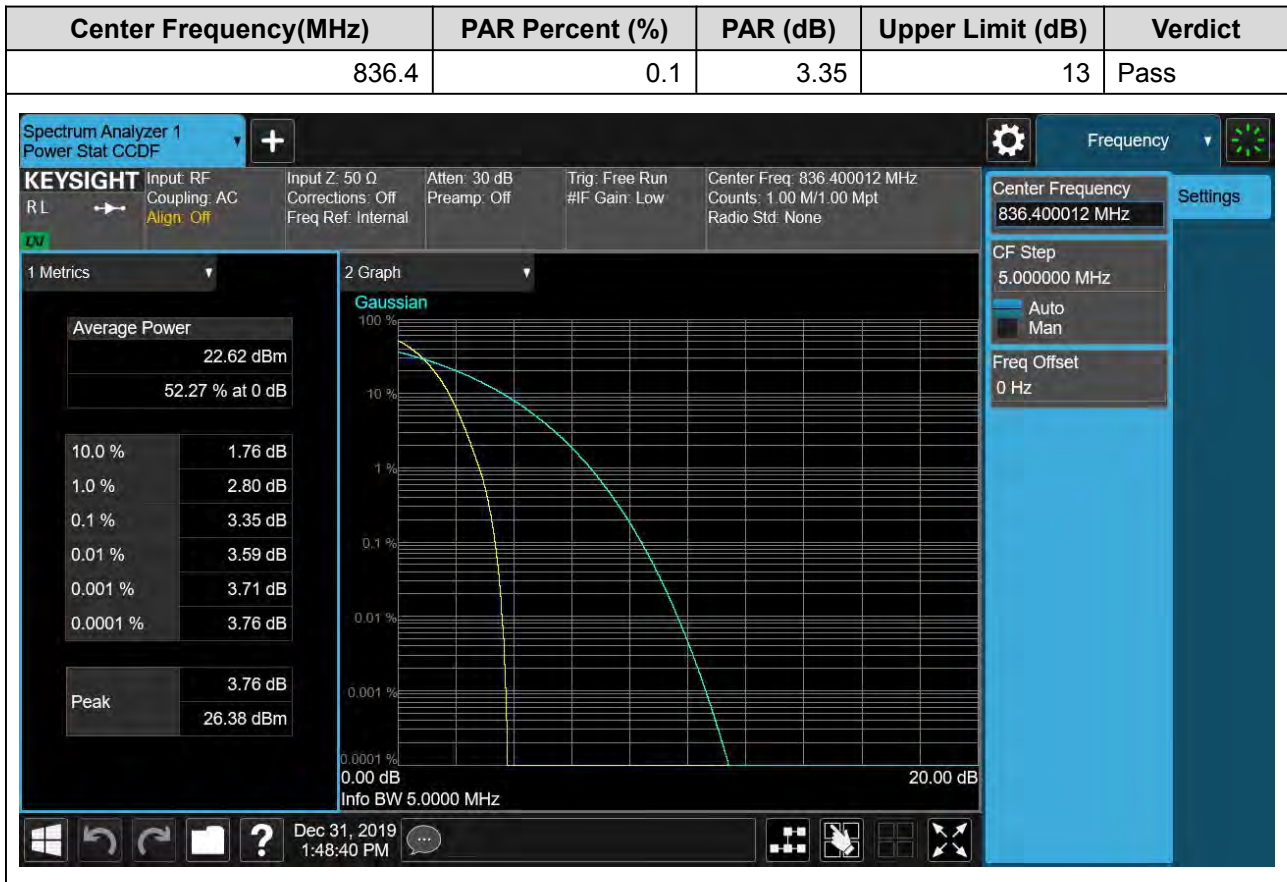 Center Frequency(MHz) PAR Percent (%) PAR (dB) Upper Limit (dB) Verdict
836.4 0.1 3.35 13 Pass
Spectrum Analyzer 1
Power Stat CCDF
+
Frequency
KEYSIGHT
R L
Input: RF
Coupling: AC
Align: Off
Input Z: 50 Ω
Corrections: Off
Freq Ref: Internal
Atten: 30 dB
Preamp: Off
Trig: Free Run
#IF Gain: Low
Center Freq: 836.400012 MHz
Counts: 1.00 M/1.00 Mpt
Radio Std: None
Center Frequency
836.400012 MHz
Settings
CF Step
5.000000 MHz
Auto
Man
Freq Offset
0 Hz
1 Metrics
Average Power
22.62 dBm
52.27 % at 0 dB
10.0 % 1.76 dB
1.0 % 2.80 dB
0.1 % 3.35 dB
0.01 % 3.59 dB
0.001 % 3.71 dB
0.0001 % 3.76 dB
Peak
3.76 dB
26.38 dBm
2 Graph
Gaussian
100 %
10 %
1 %
0.1 %
0.01 %
0.001 %
0.0001 %
0.00 dB 20.00 dB
Info BW 5.0000 MHz
?
Dec 31, 2019
1:48:40 PM